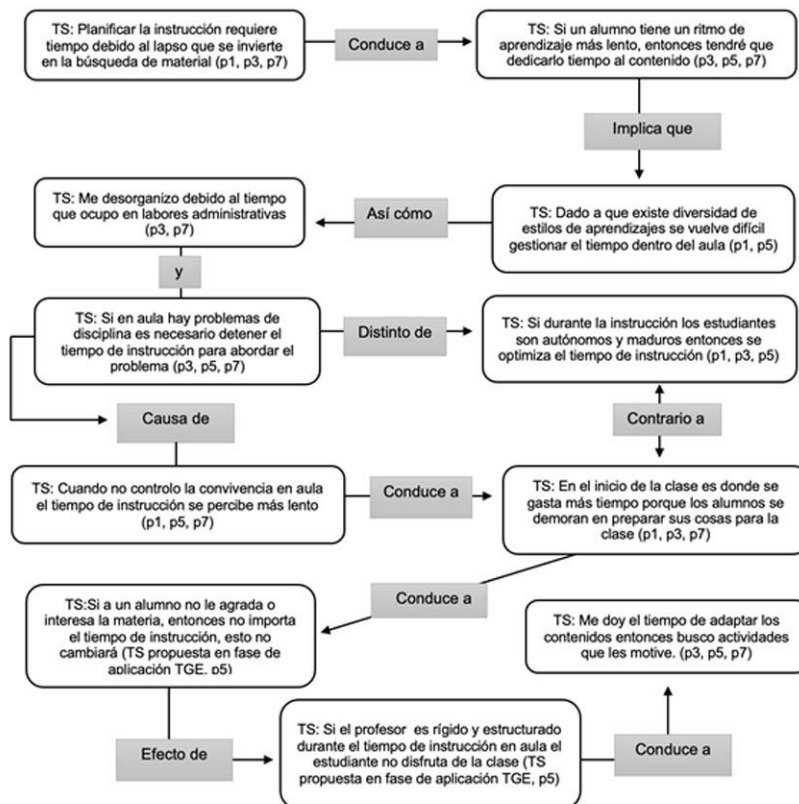 TS: Planificar la instrucción requiere
tiempo debido al lapso que se invierte
en la búsqueda de material (p1, p3, p7)
Conduce a
TS: Si un alumno tiene un ritmo de
aprendizaje más lento, entonces tendré que
dedicarlo tiempo al contenido (p3, p5, p7)
Implica que
TS: Dado a que existe diversidad de
estilos de aprendizajes se vuelve difícil
gestionar el tiempo dentro del aula (p1, p5)
Así cómo
TS: Me desorganizo debido al tiempo
que ocupo en labores administrativas
(p3, p7)
y
TS: Si en aula hay problemas de
disciplina es necesario detener el
tiempo de instrucción para abordar el
problema (p3, p5, p7)
Distinto de
TS: Si durante la instrucción los estudiantes
son autónomos y maduros entonces se
optimiza el tiempo de instrucción (p1, p3, p5)
Causa de
Contrario a
TS: Cuando no controlo la convivencia en aula
el tiempo de instrucción se percibe más lento
(p1, p5, p7)
Conduce a
TS: En el inicio de la clase es donde se
gasta más tiempo porque los alumnos se
demoran en preparar sus cosas para la
clase (p1, p3, p7)
Conduce a
TS:Si a un alumno no le agrada o
interesa la materia, entonces no importa
el tiempo de instrucción, esto no
cambiará (TS propuesta en fase de
aplicación TGE, p5)
TS: Me doy el tiempo de adaptar los
contenidos entonces busco actividades
que les motive. (p3, p5, p7)
Efecto de
TS: Si el profesor es rígido y estructurado
durante el tiempo de instrucción en aula el
estudiante no disfruta de la clase (TS
propuesta en fase de aplicación TGE, p5)
Conduce a